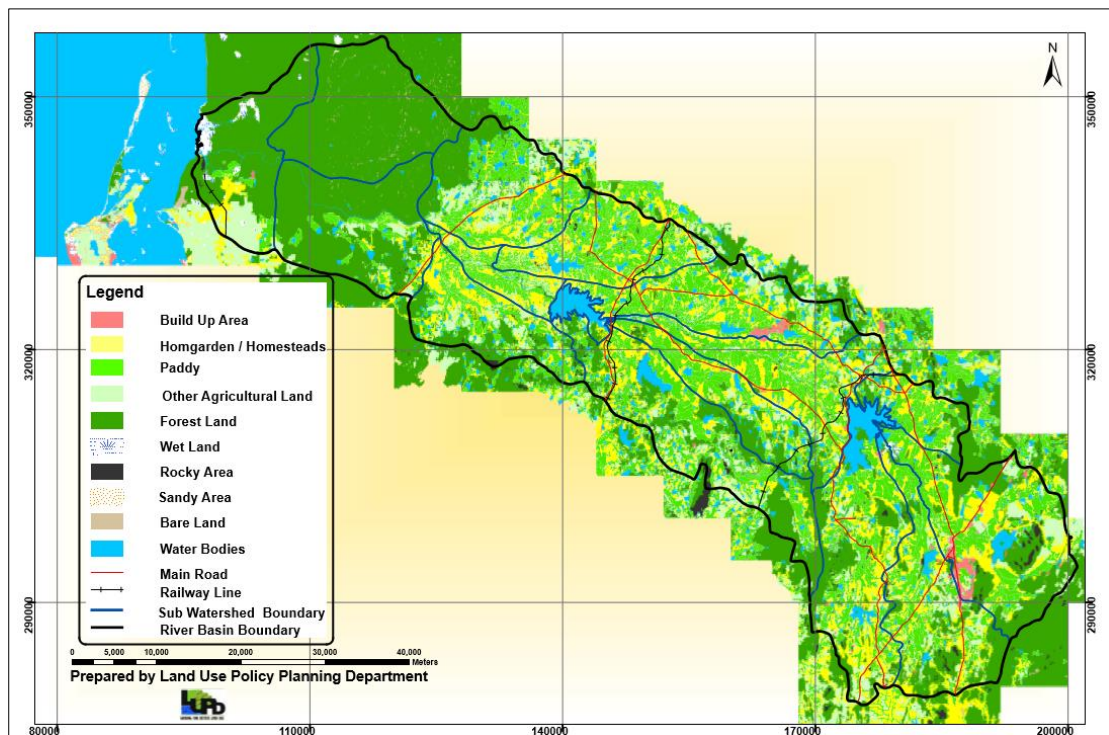 N
350000
350000
320000
320000
290000
290000
Legend
Build Up Area
Homgarden / Homesteads
Paddy
Other Agricultural Land
Forest Land
Wet Land
Rocky Area
Sandy Area
Bare Land
Water Bodies
Main Road
Railway Line
Sub Watershed Boundary
River Basin Boundary
0 5,000 10,000 20,000 30,000 40,000
Meters
Prepared by Land Use Policy Planning Department
LUPD
80000 110000 140000 170000 200000